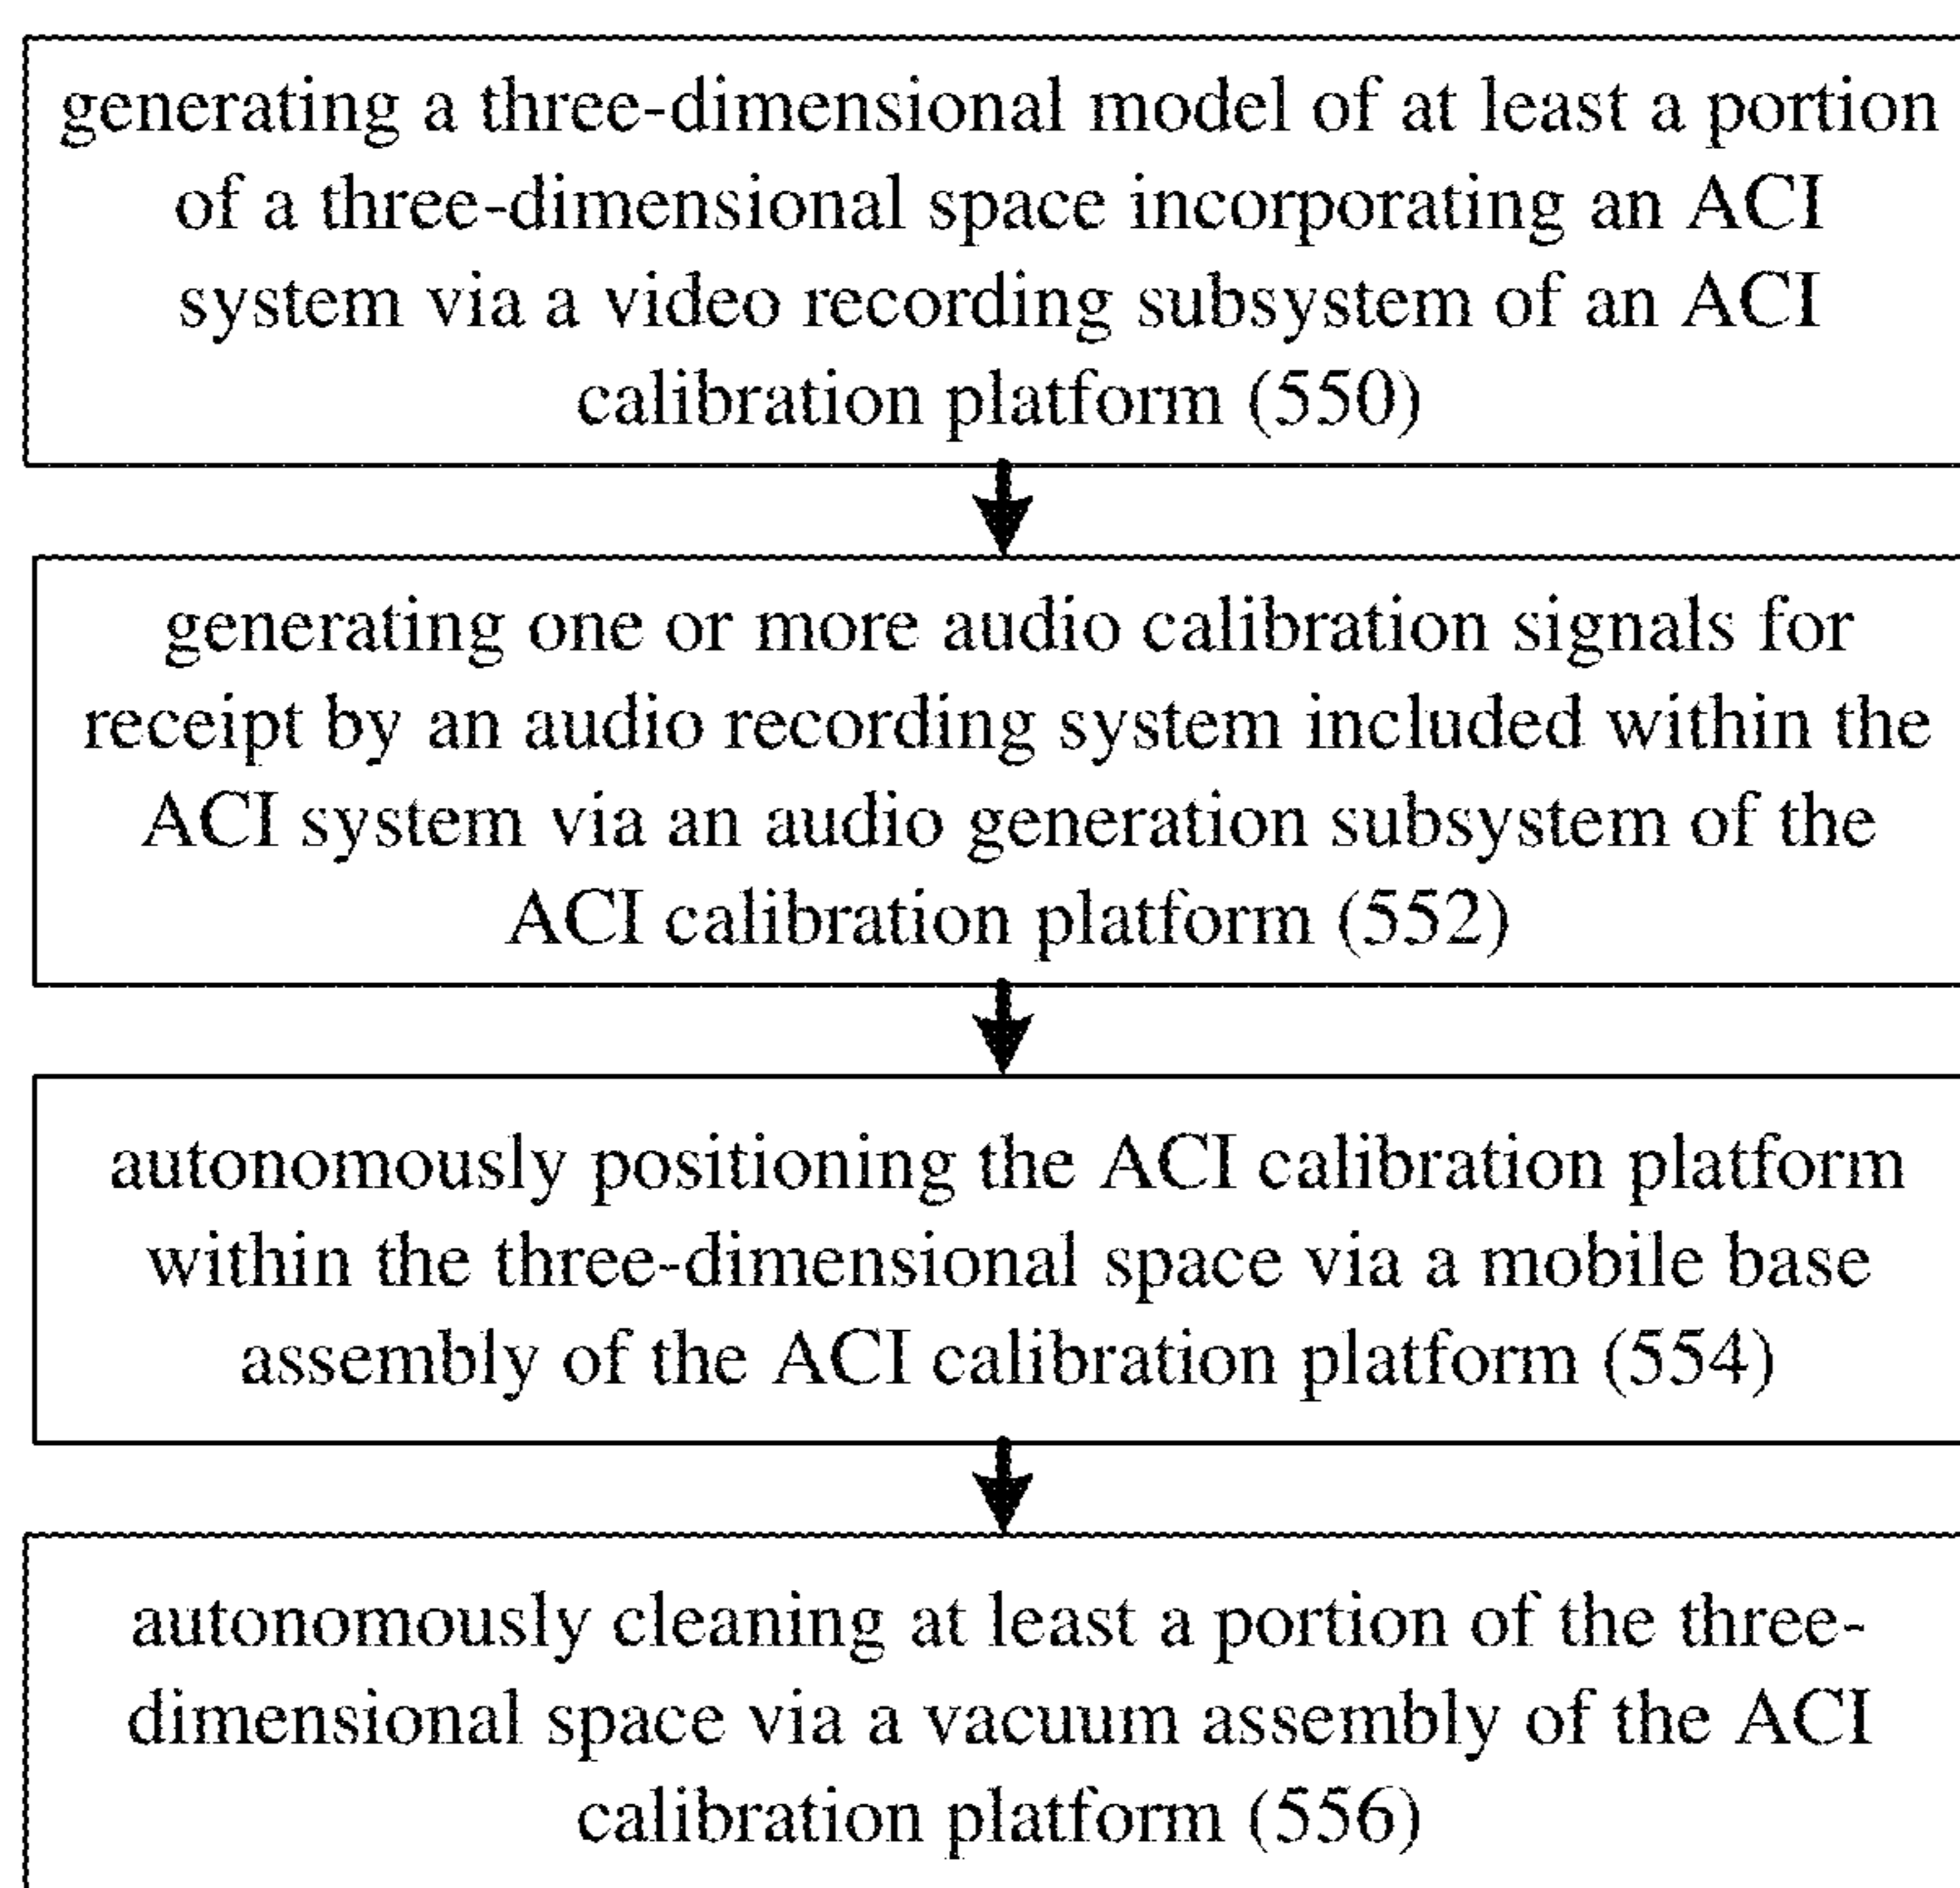 generating a three-dimensional model of at least a portion
of a three-dimensional space incorporating an ACI
system via a video recording subsystem of an ACI
calibration platform (550)
generating one or more audio calibration signals for
receipt by an audio recording system included within the
ACI system via an audio generation subsystem of the
ACI calibration platform (552)
autonomously positioning the ACI calibration platform
within the three-dimensional space via a mobile base
assembly of the ACI calibration platform (554)
autonomously cleaning at least a portion of the three-
dimensional space via a vacuum assembly of the ACI
calibration platform (556)